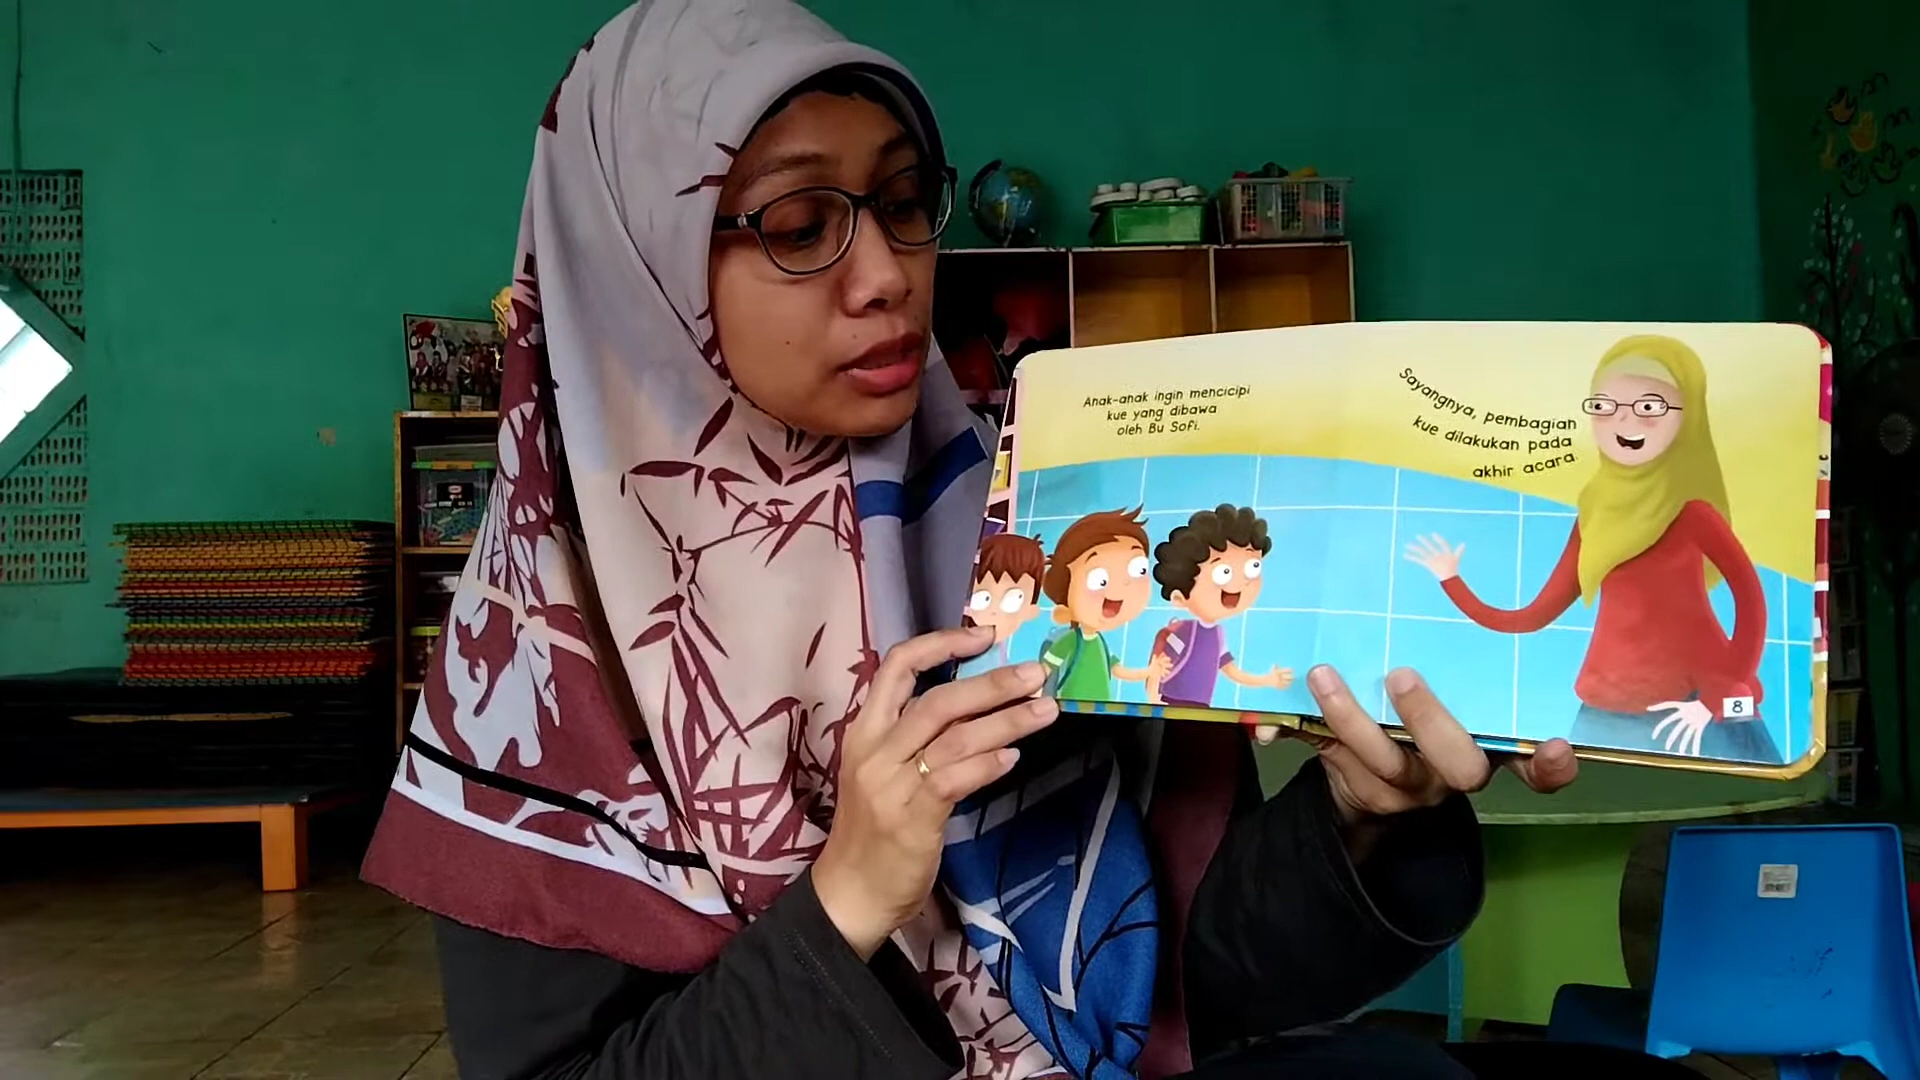 Anak-anak ingin mencicipi
kue yang dibawa
oleh Bu Sofi.
Sayangnya, pembagian
kue dilakukan pada
akhir acara.
8